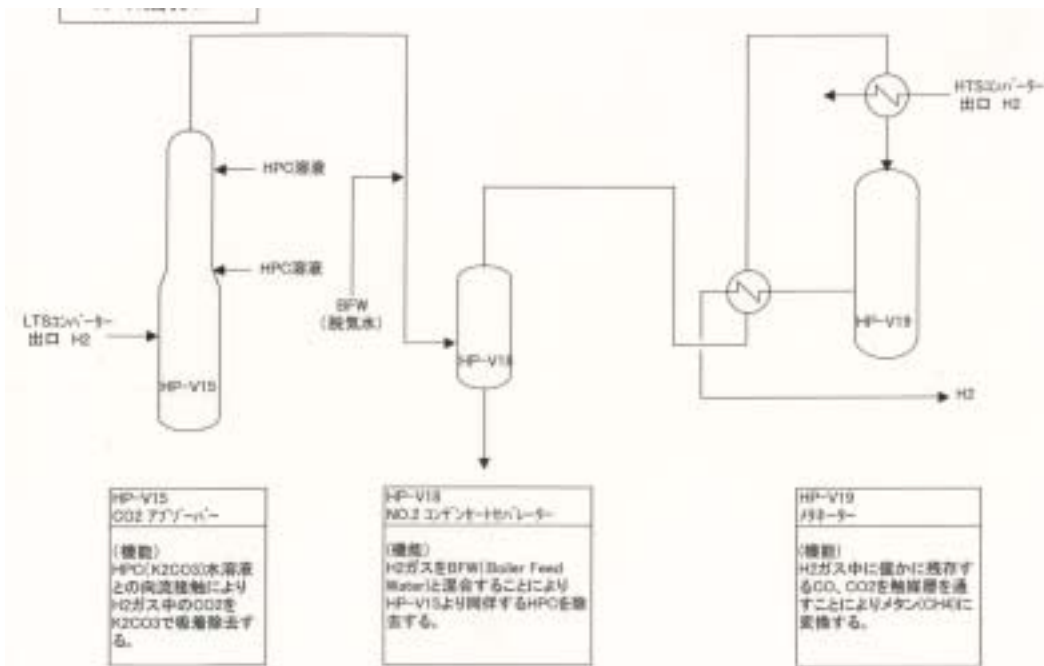 HTSコンバーター
出口 H2
HPC溶液
HPC溶液
BFW
(脱気水)
LTSコンバーター
出口 H2
HP-V15
HP-V18
HP-V19
H2
HP-V15
CO2 アブソーバー
(機能)
HPC(K2CO3)水溶液
との向流接触により
H2ガス中のCO2を
K2CO3で吸着除去す
る。
HP-V18
NO.2 コンデンセートセパレーター
(機能)
H2ガスをBFW(Boiler Feed
Water)と混合することにより
HP-V15より同伴するHPCを除
去する。
HP-V19
メタネーター
(機能)
H2ガス中に僅かに残存す
るCO、CO2を触媒層を通
すことによりメタン(CH4)に
変換する。